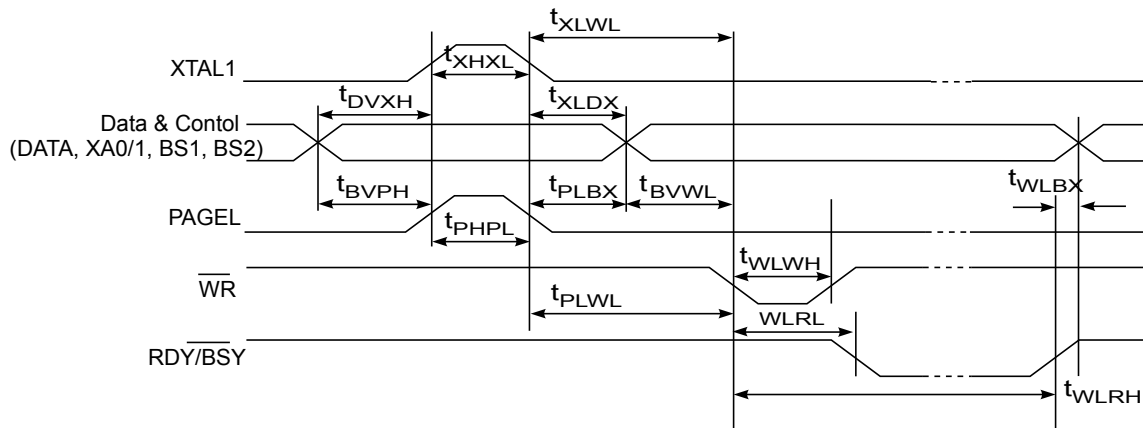 tXLWL
XTAL1
tXHXL
tDVXH
tXLDX
Data & Contol
(DATA, XA0/1, BS1, BS2)
tBVPH
tPLBX
tBVWL
tWLBX
PAGEL
tPHPL
tWLWH
WR
tPLWL
WLRL
RDY/BSY
tWLRH